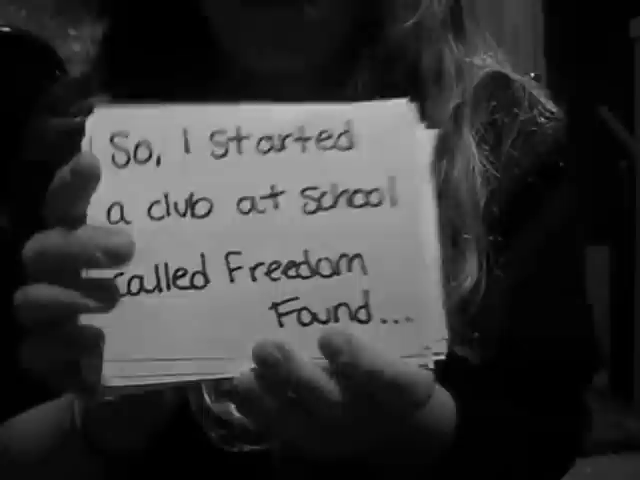 So, I started
a club at school
called Freedom
Found...